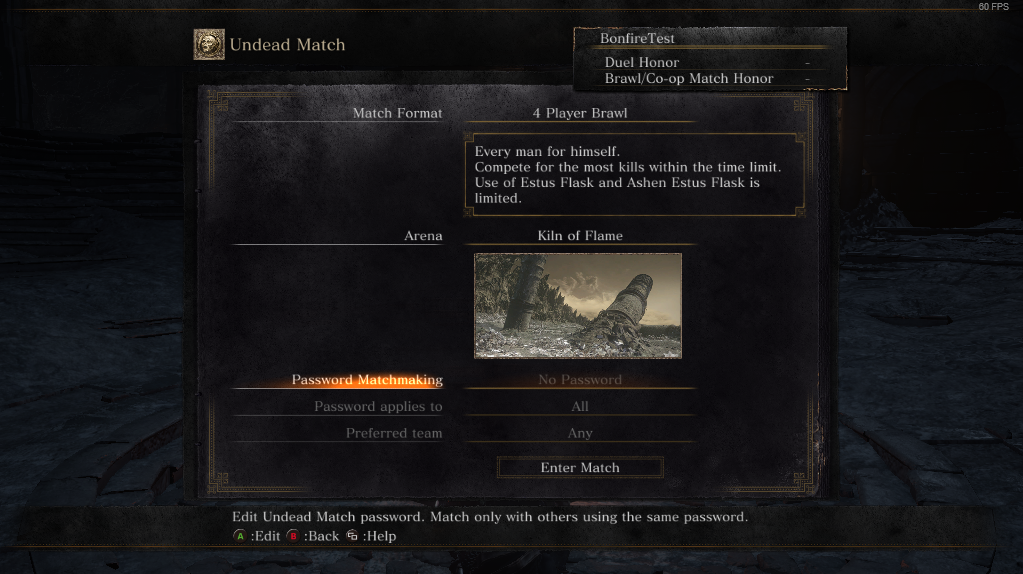 60 FPS
Undead Match
BonfireTest
Duel Honor -
Brawl/Co-op Match Honor -
Match Format 4 Player Brawl
Every man for himself.
Compete for the most kills within the time limit.
Use of Estus Flask and Ashen Estus Flask is
limited.
Arena Kiln of Flame
Password Matchmaking No Password
Password applies to All
Preferred team Any
Enter Match
Edit Undead Match password. Match only with others using the same password.
A :Edit B :Back :Help